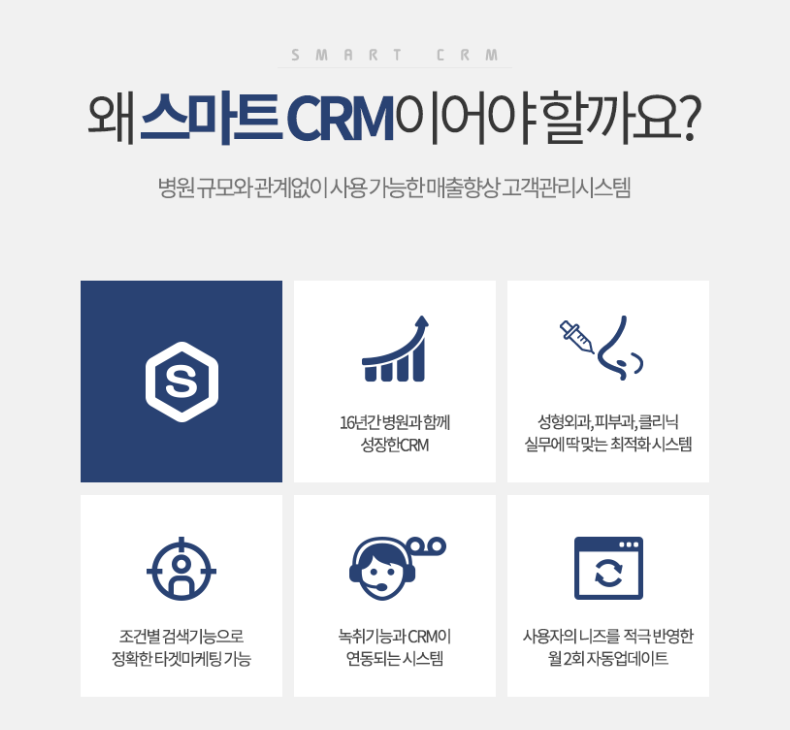 SMART CRM
왜 스마트 CRM이어야 할까요?
병원 규모와 관계없이 사용 가능한 매출향상 고객관리시스템
S
16년간 병원과 함께
성장한CRM
성형외과, 피부과, 클리닉
실무에 딱 맞는 최적화 시스템
조건별 검색기능으로
정확한 타겟마케팅 가능
녹취기능과 CRM이
연동되는 시스템
사용자의 니즈를 적극 반영한
월 2회 자동업데이트